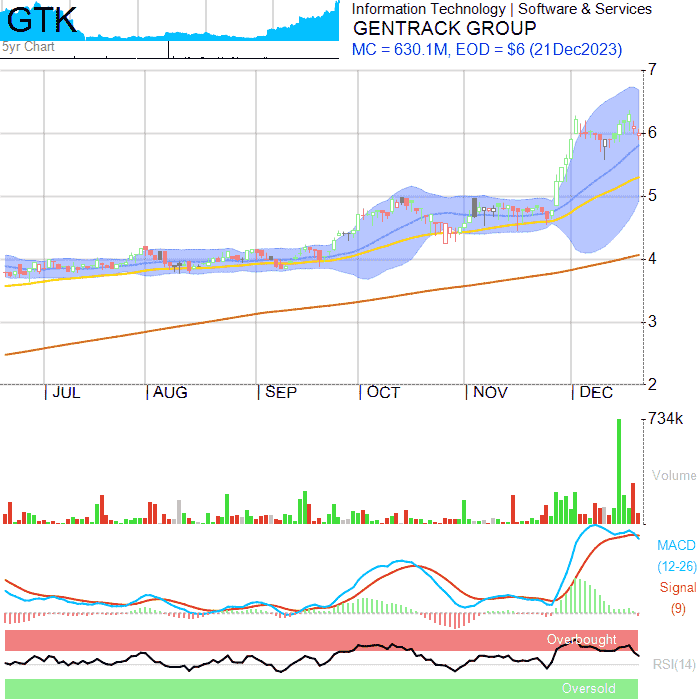 GTK
5yr Chart
Information Technology | Software & Services
GENTRACK GROUP
MC = 630.1M, EOD = $6 (21Dec2023)
7
6
5
4
3
2
JUL
AUG
SEP
OCT
NOV
DEC
734k
Volume
MACD
(12-26)
Signal
(9)
Overbought
RSI(14)
Oversold